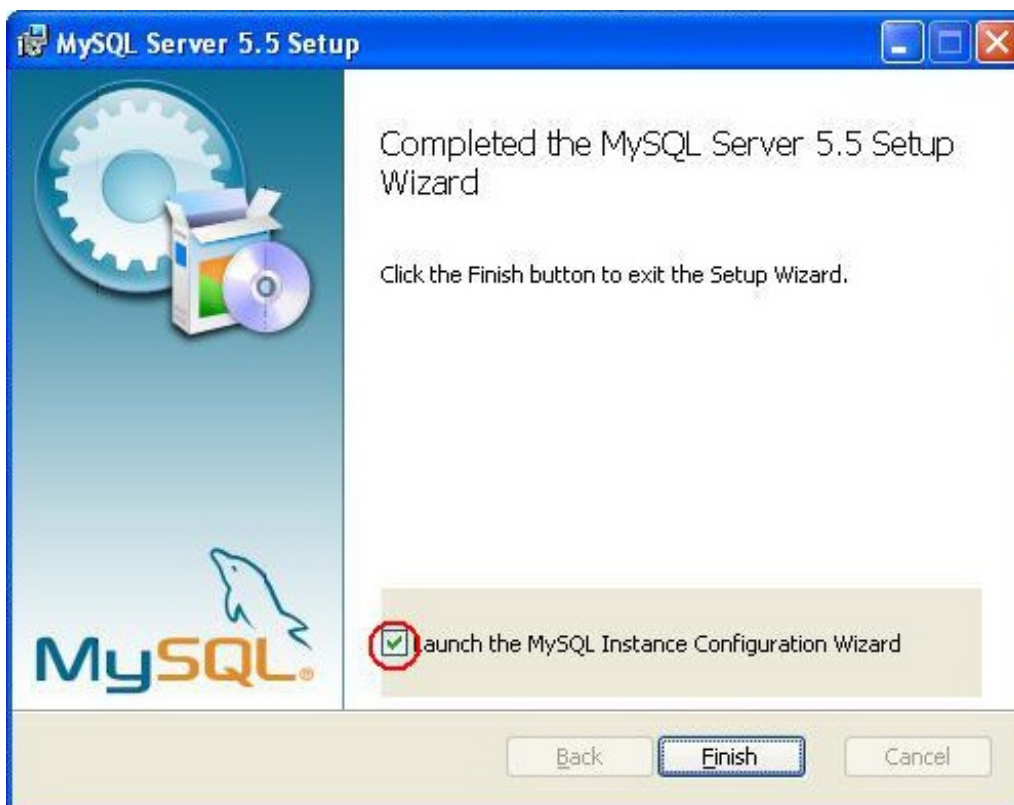 MySQL Server 5.5 Setup
Completed the MySQL Server 5.5 Setup
Wizard
Click the Finish button to exit the Setup Wizard.
MySQL®
Launch the MySQL Instance Configuration Wizard
Back Finish Cancel